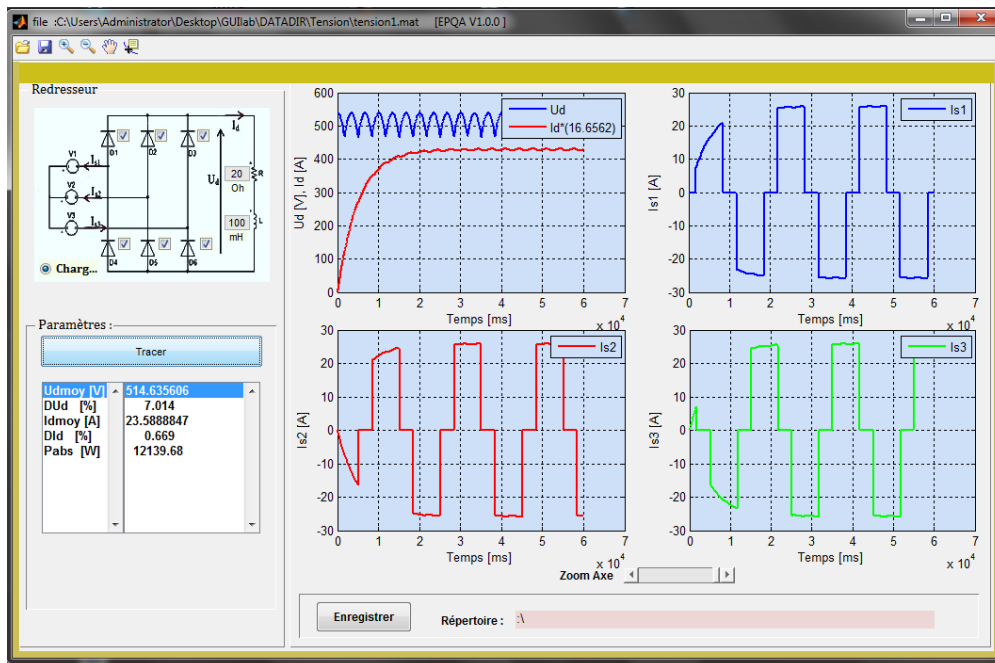 file :C:\Users\Administrator\Desktop\GUIlab\DATADIR\Tension\tension1.mat [EPQA V1.0.0 ]
Redresseur
I_d
D1 D2 D3
V1
I_s1
20
R
Oh
V2
I_s2
U_d
V3
I_s3
100
L
mH
D4 D5 D6
Charg...
Paramètres :
Tracer
Udmoy [V] 514.635606
DUd [%] 7.014
Idmoy [A] 23.5888847
DId [%] 0.669
Pabs [W] 12139.68
Ud
Id*(16.6562)
Ud [V], Id [A]
600
500
400
300
200
100
0
0 1 2 3 4 5 6 7
Temps [ms]
x 10^4
Is1
Is1 [A]
30
20
10
0
-10
-20
-30
0 1 2 3 4 5 6 7
Temps [ms]
x 10^4
Is2
Is2 [A]
30
20
10
0
-10
-20
-30
0 1 2 3 4 5 6 7
Temps [ms]
x 10^4
Is3
Is3 [A]
30
20
10
0
-10
-20
-30
0 1 2 3 4 5 6 7
Temps [ms]
x 10^4
Zoom Axe
Enregistrer
Répertoire :
:\